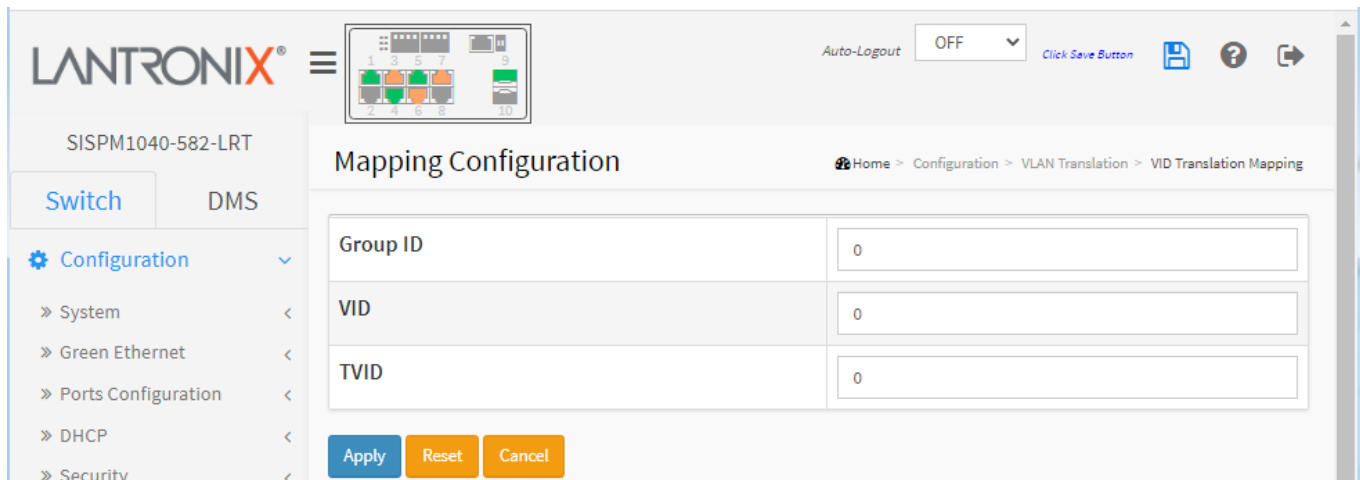 LANTRONIX®
1 3 5 7 9
2 4 6 8 10
Auto-Logout OFF Click Save Button
SISPM1040-582-LRT
Switch DMS
Configuration
System
Green Ethernet
Ports Configuration
DHCP
Security
Mapping Configuration
Home > Configuration > VLAN Translation > VID Translation Mapping
Group ID 0
VID 0
TVID 0
Apply Reset Cancel